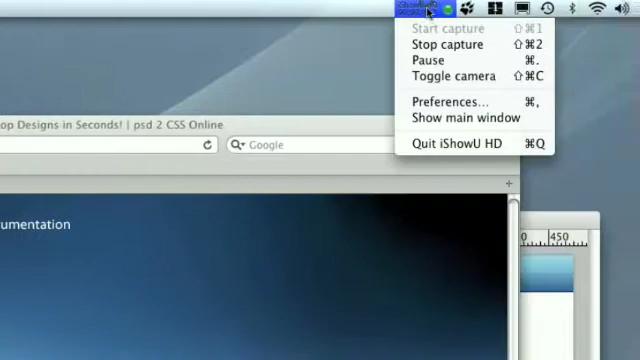 Start capture ⇧⌘1
Stop capture ⇧⌘2
Pause ⌘.
Toggle camera ⇧⌘C
Preferences... ⌘,
Show main window
Quit iShowU HD ⌘Q
op Designs in Seconds! | psd 2 CSS Online
Google
umentation
0 450